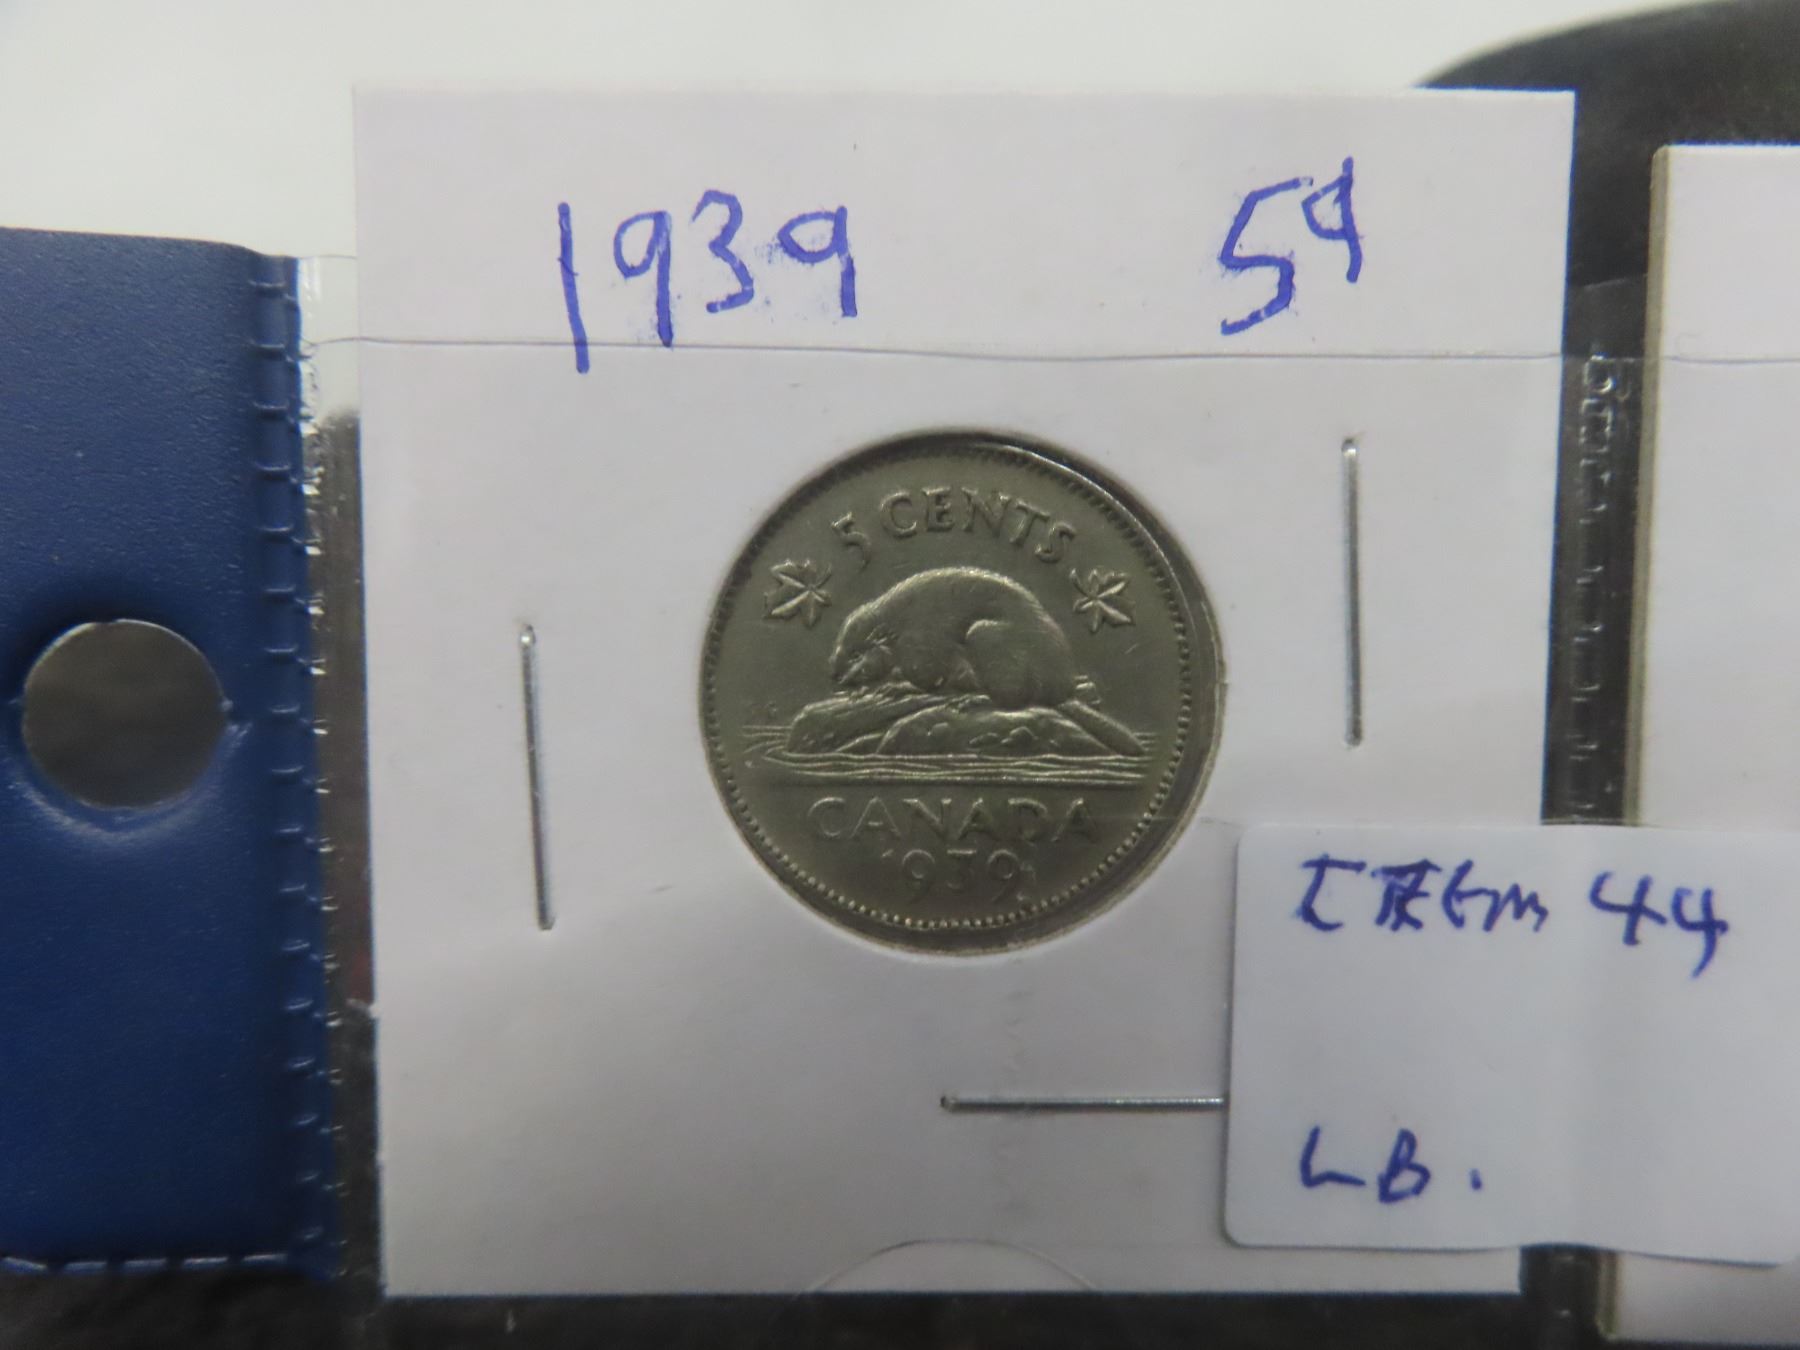 1939 5¢
5 CENTS
CANADA
1939
ITEm 44
LB.